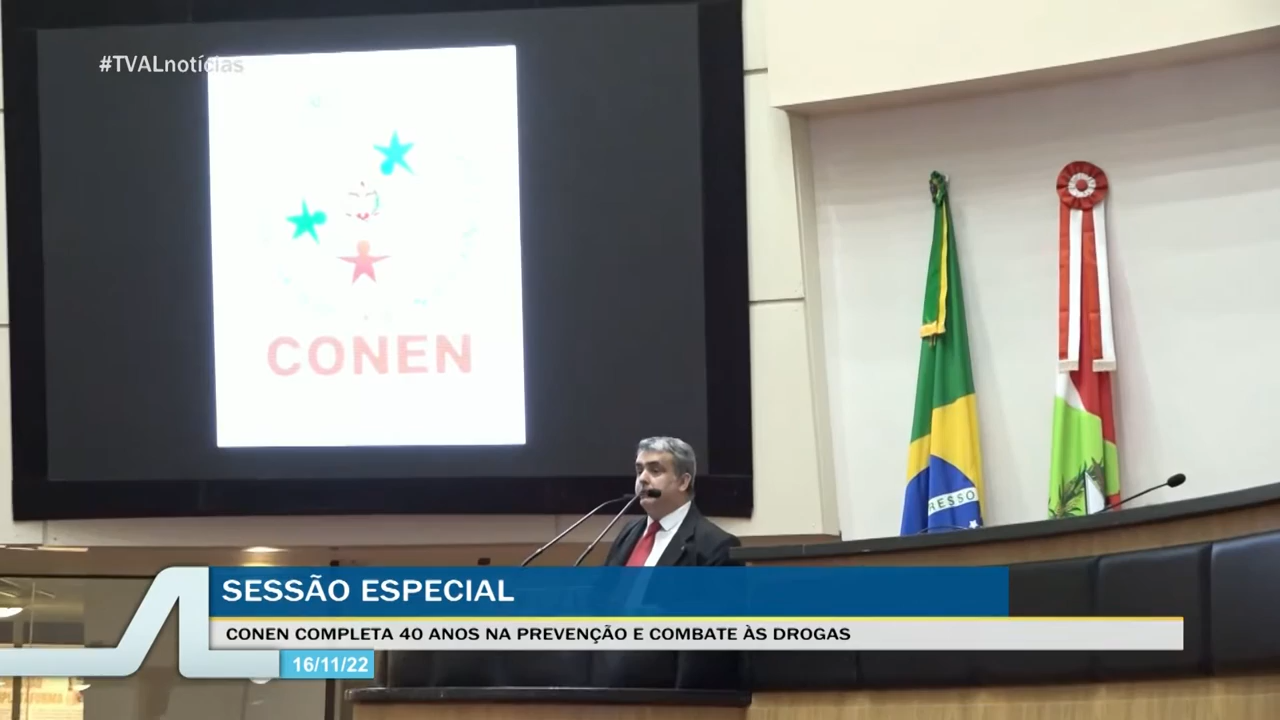 #TVALnotícias
CONEN
RESSO
SESSÃO ESPECIAL
CONEN COMPLETA 40 ANOS NA PREVENÇÃO E COMBATE ÀS DROGAS
16/11/22